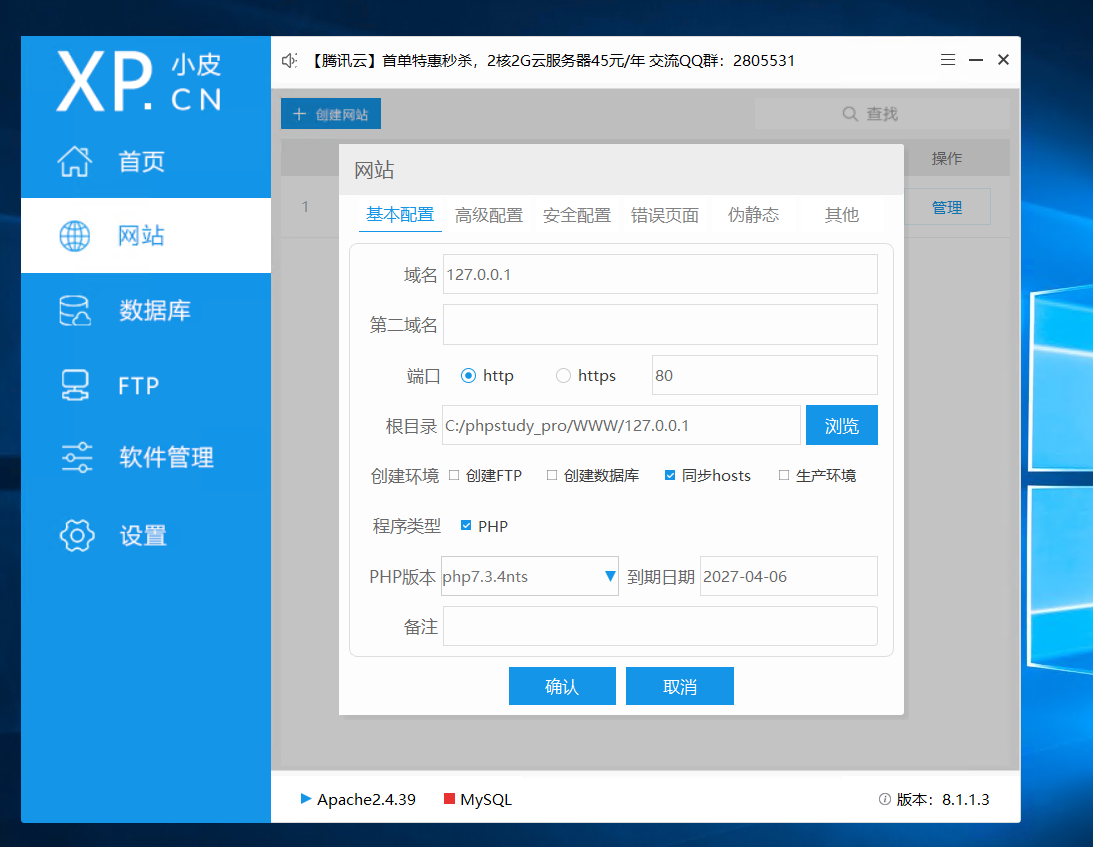 XP.CN 小皮
【腾讯云】首单特惠秒杀，2核2G云服务器45元/年 交流QQ群：2805531
首页
网站
数据库
FTP
软件管理
设置
创建网站
查找
操作
1
管理
网站
基本配置 高级配置 安全配置 错误页面 伪静态 其他
域名 127.0.0.1
第二域名
端口 http https 80
根目录 C:/phpstudy_pro/WWW/127.0.0.1 浏览
创建环境 创建FTP 创建数据库 同步hosts 生产环境
程序类型 PHP
PHP版本 php7.3.4nts 到期日期 2027-04-06
备注
确认 取消
Apache2.4.39 MySQL 版本：8.1.1.3